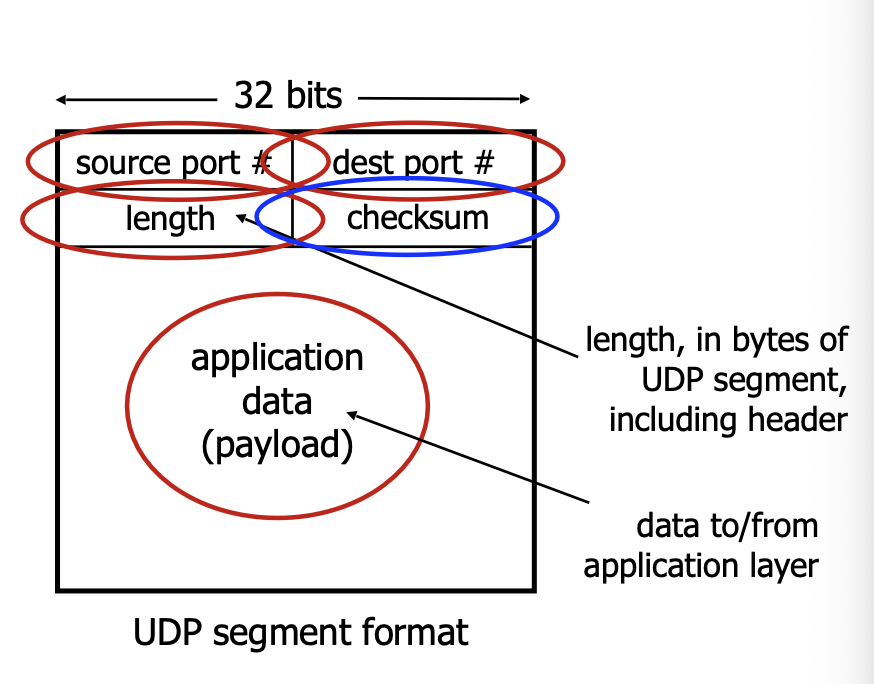 32 bits
source port # dest port #
length checksum
application
data
(payload)
length, in bytes of
UDP segment,
including header
data to/from
application layer
UDP segment format